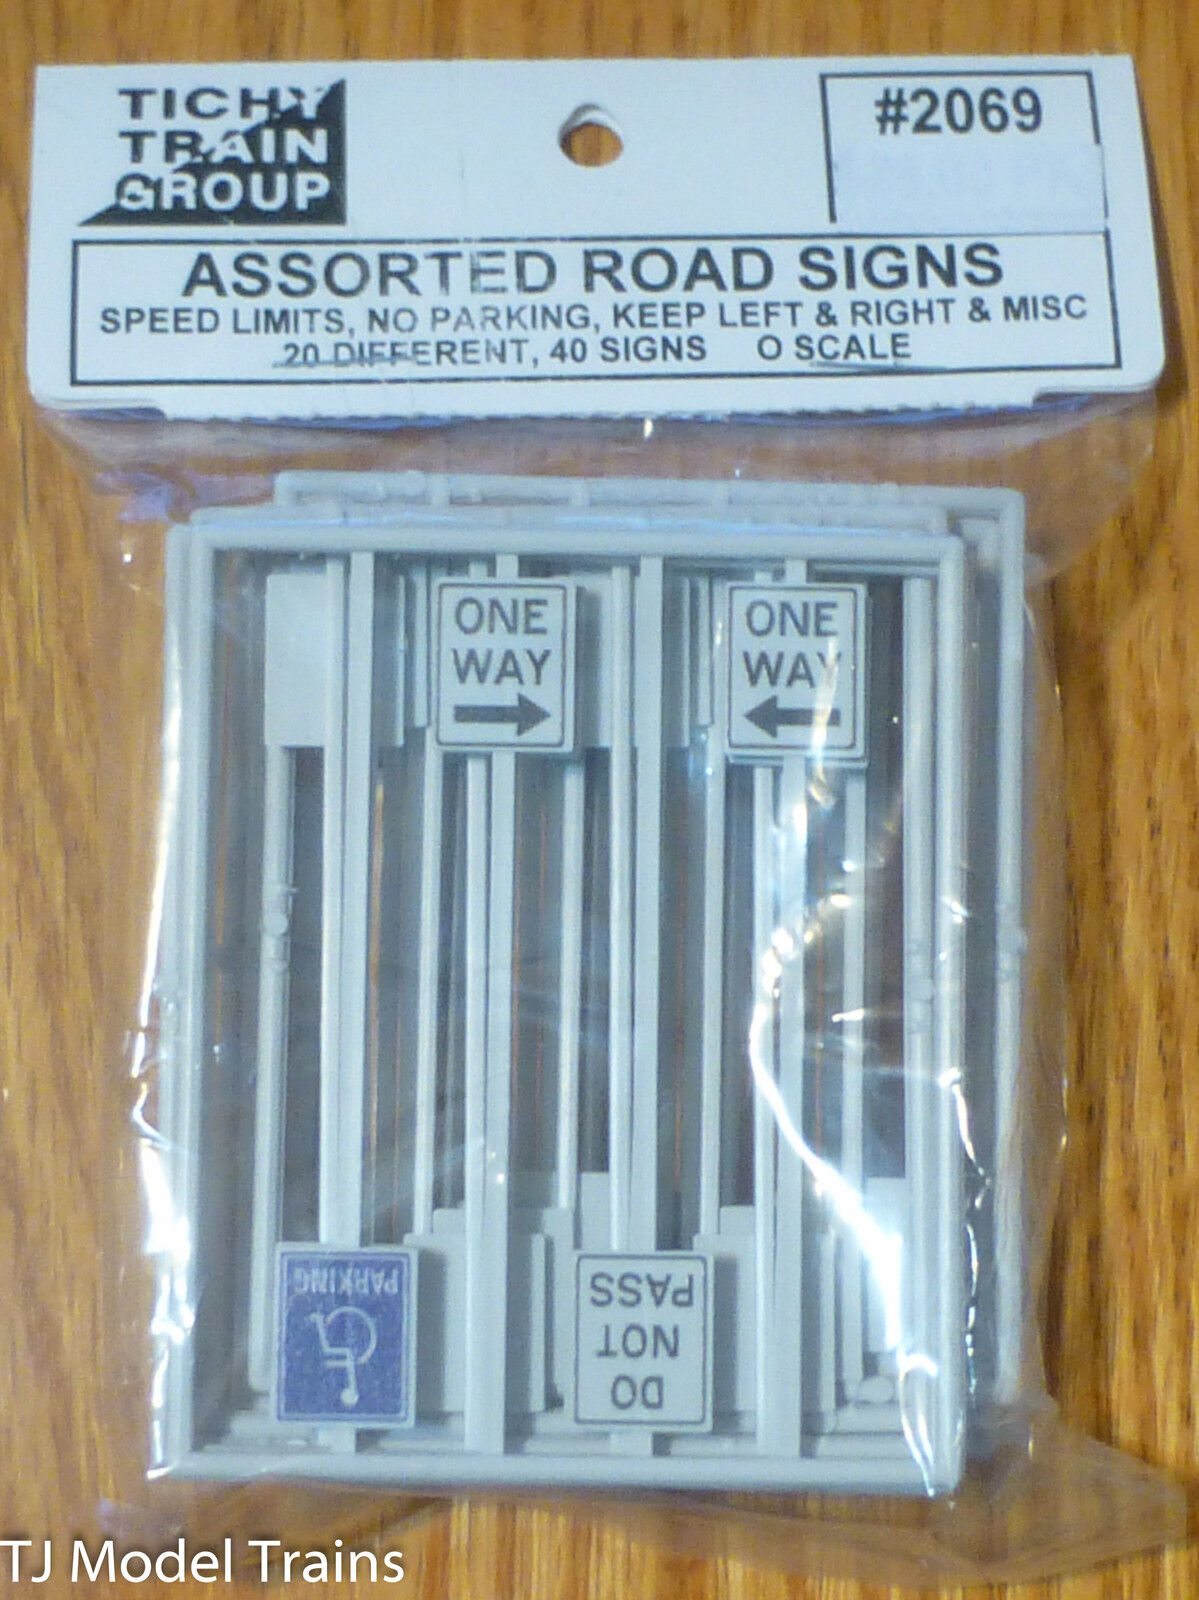 TICHY
TRAIN
GROUP
#2069
ASSORTED ROAD SIGNS
SPEED LIMITS, NO PARKING, KEEP LEFT & RIGHT & MISC
20 DIFFERENT, 40 SIGNS O SCALE
ONE
WAY
ONE
WAY
PARKING
DO
NOT
PASS
TJ Model Trains